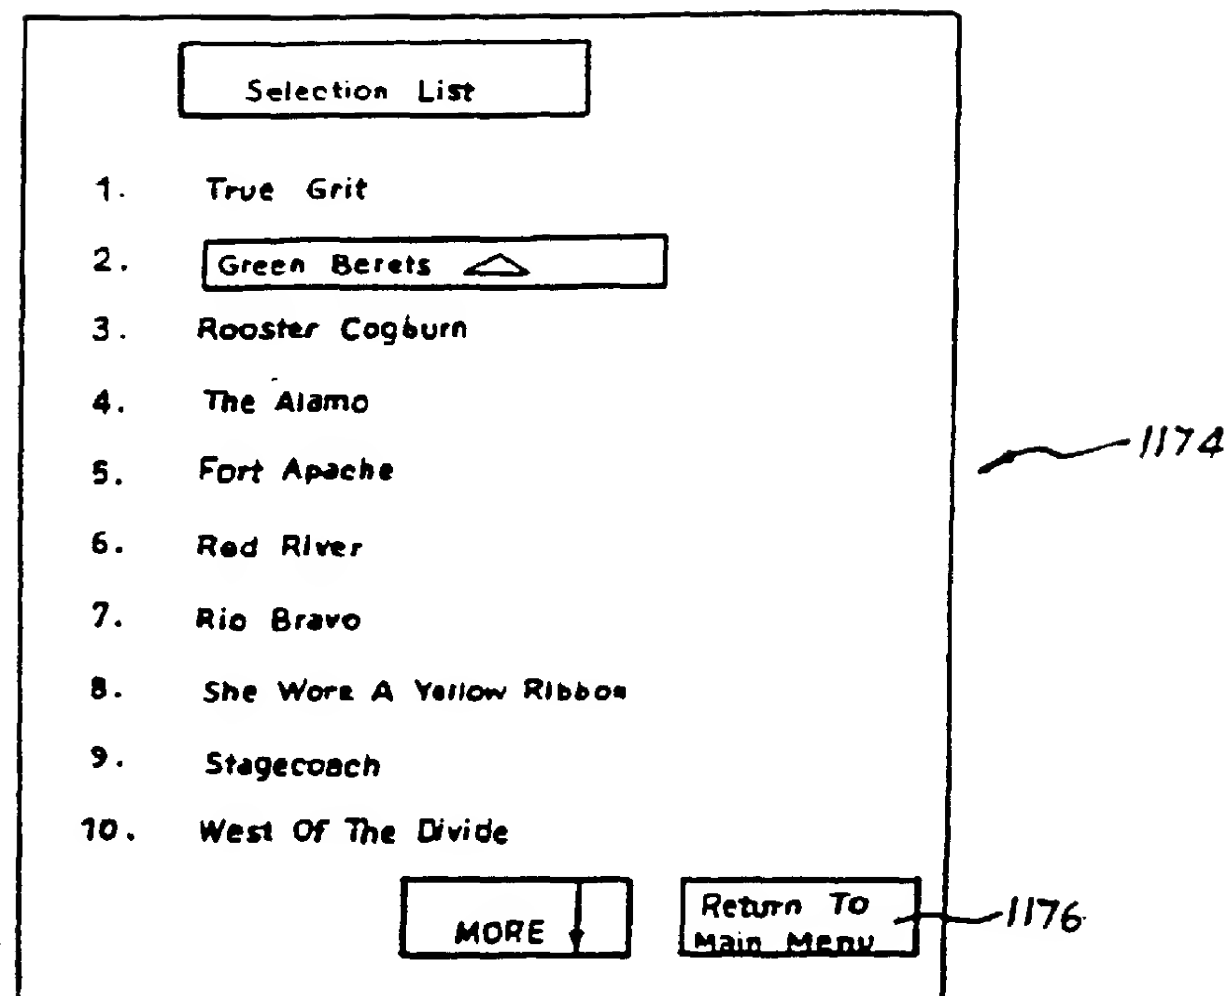 Selection List
1. True Grit
2. Green Berets
3. Rooster Cogburn
4. The Alamo
1174
5. Fort Apache
6. Red River
7. Rio Bravo
8. She Wore A Yellow Ribbon
9. Stagecoach
10. West Of The Divide
MORE
Return To
Main Menu
1176